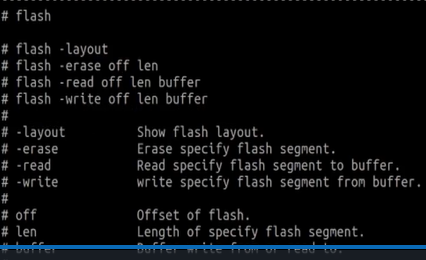 # flash
# flash -layout
# flash -erase off len
# flash -read off len buffer
# flash -write off len buffer
#
# -layout Show flash layout.
# -erase Erase specify flash segment.
# -read Read specify flash segment to buffer.
# -write write specify flash segment from buffer.
#
# off Offset of flash.
# len Length of specify flash segment.
# buffer Buffer write from or read to.